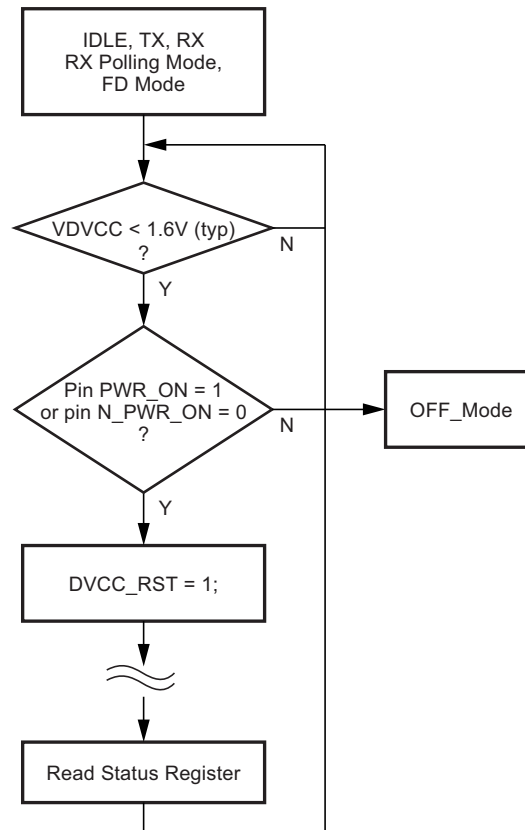 IDLE, TX, RX
RX Polling Mode,
FD Mode
VDVCC < 1.6V (typ)
?
N
Y
Pin PWR_ON = 1
or pin N_PWR_ON = 0
?
N
OFF_Mode
Y
DVCC_RST = 1;
Read Status Register